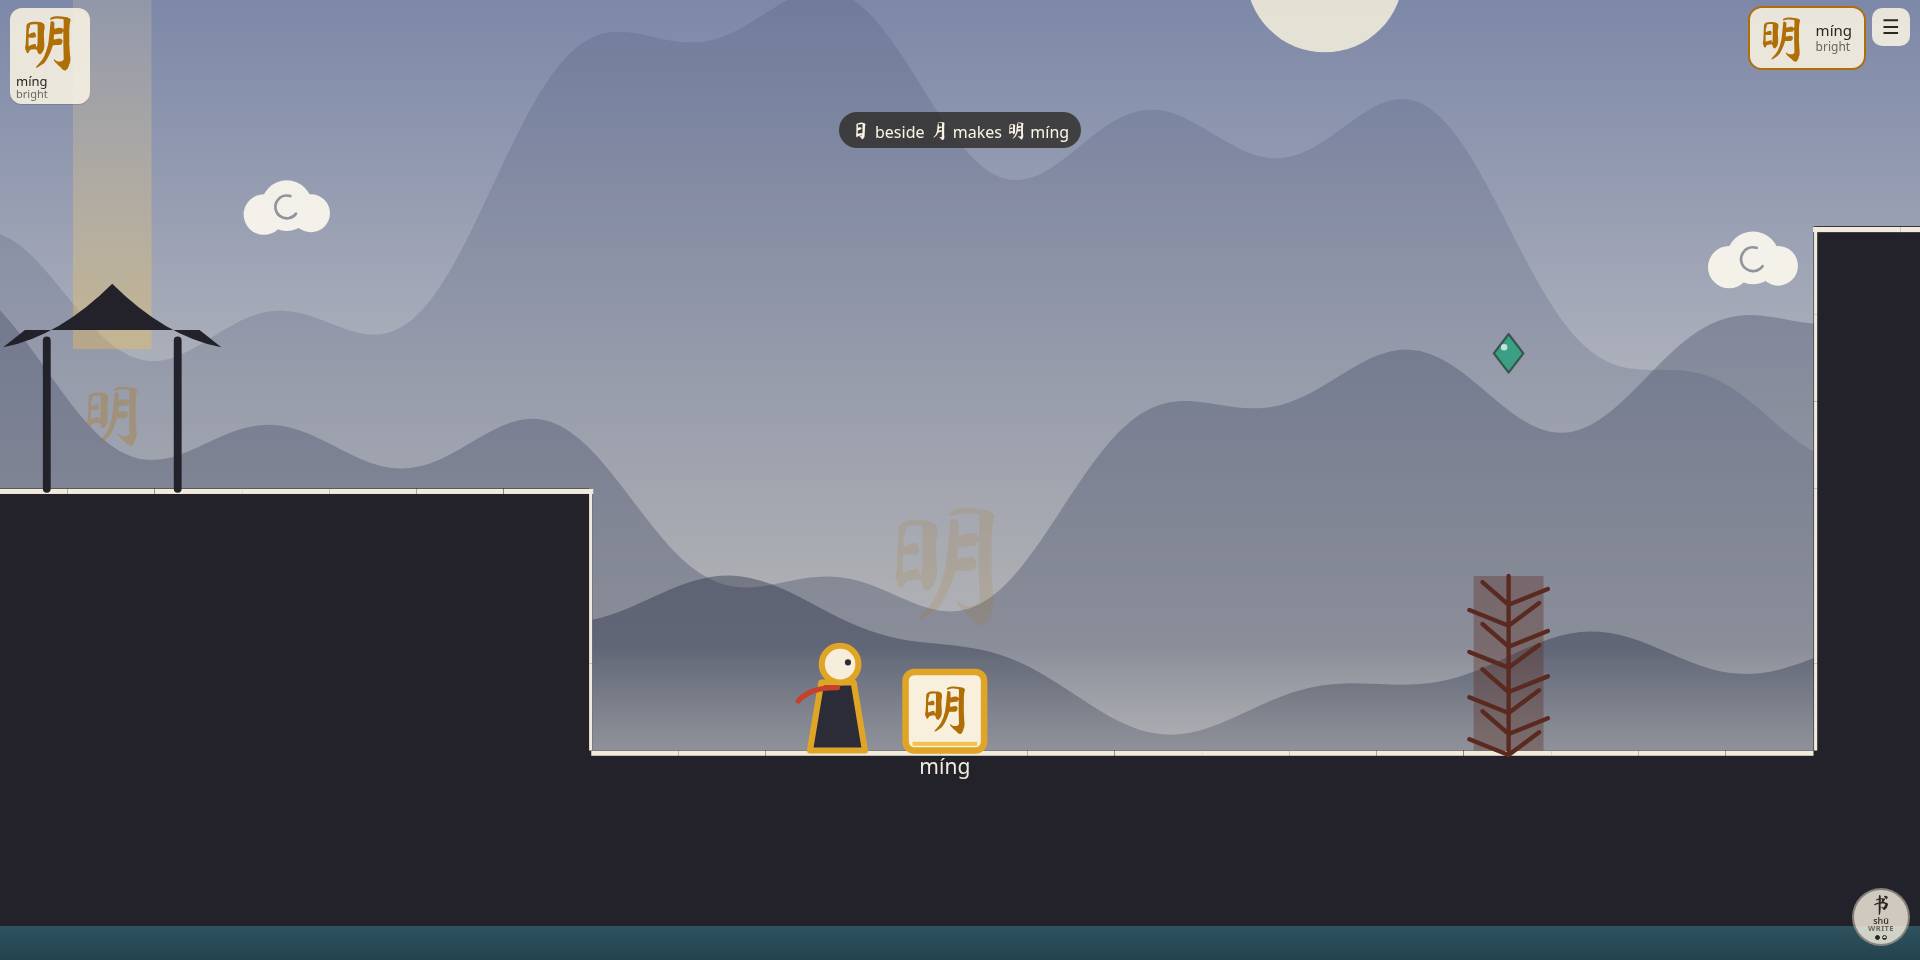 明
míng
bright
明
míng
bright
☰
日 beside 月 makes 明 míng
明
明
明
míng
书
shū
WRITE